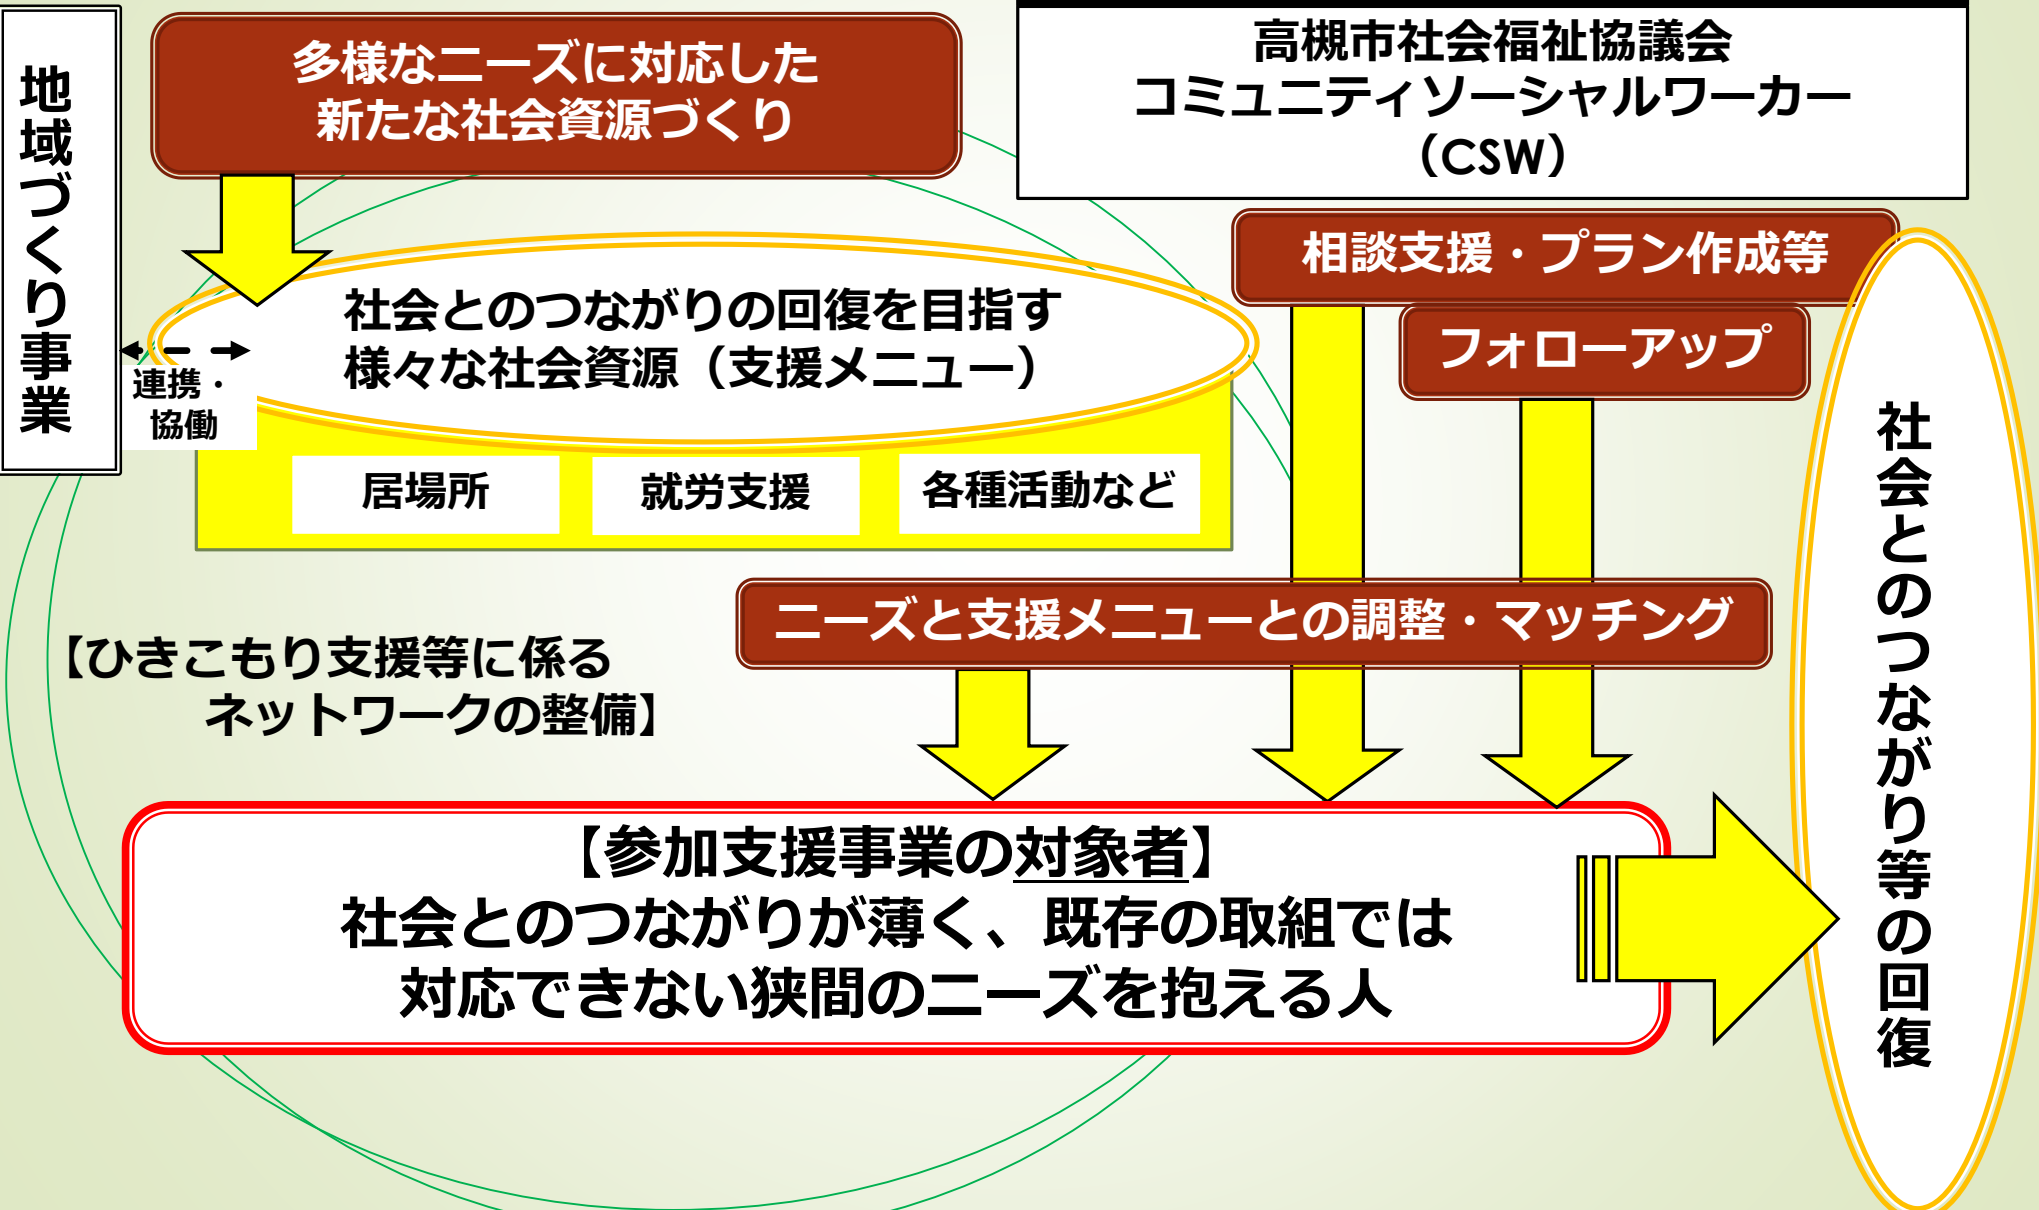 地域づくり事業
多様なニーズに対応した
新たな社会資源づくり
高槻市社会福祉協議会
コミュニティソーシャルワーカー
（CSW）
相談支援・プラン作成等
フォローアップ
社会とのつながりの回復を目指す
様々な社会資源（支援メニュー）
連携・
協働
居場所
就労支援
各種活動など
ニーズと支援メニューとの調整・マッチング
【ひきこもり支援等に係る
ネットワークの整備】
【参加支援事業の対象者】
社会とのつながりが薄く、既存の取組では
対応できない狭間のニーズを抱える人
社会とのつながり等の回復